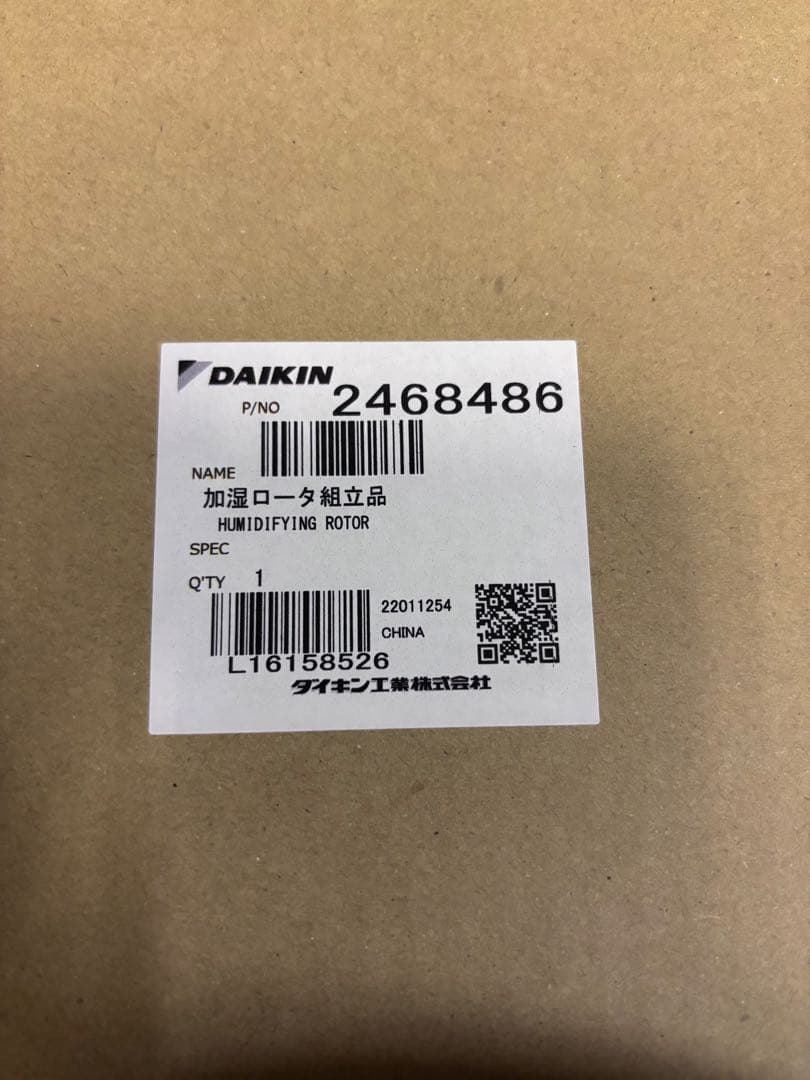 DAIKIN
P/NO 2468486
NAME
加湿ロータ組立品
HUMIDIFYING ROTOR
SPEC
Q'TY 1
22011254
CHINA
L16158526
ダイキン工業株式会社